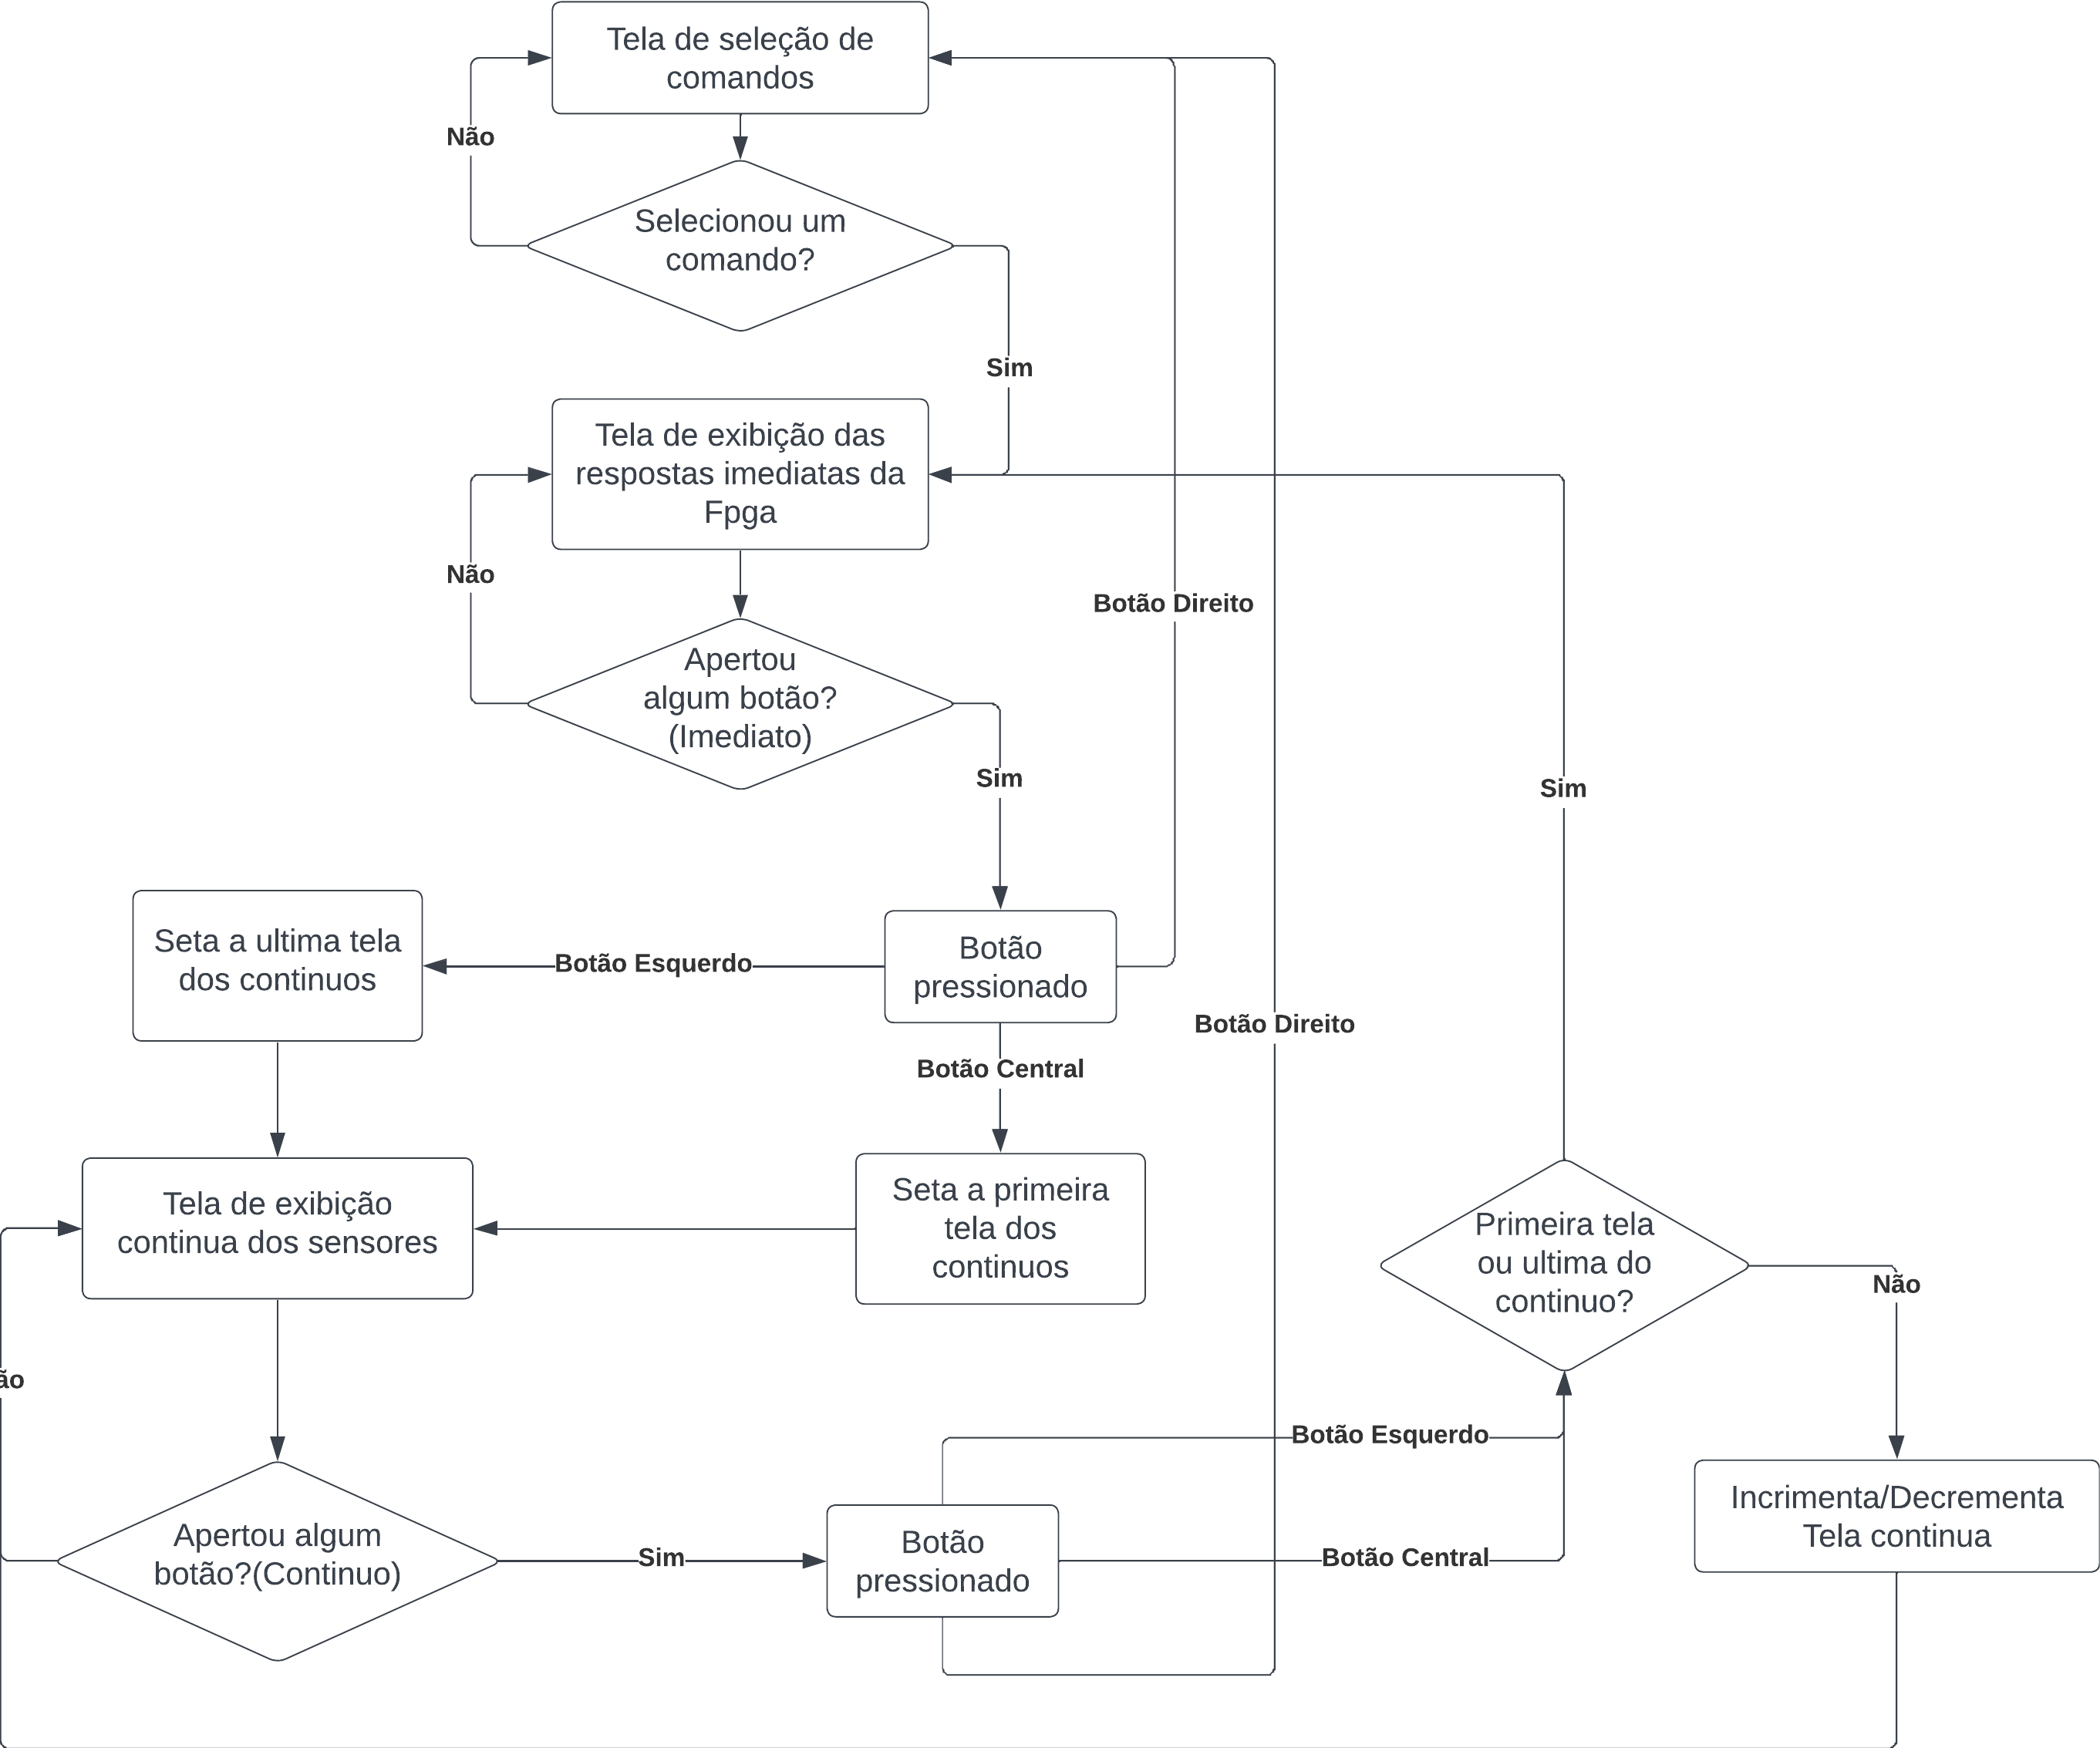 Tela de seleção de
comandos
Não
Selecionou um
comando?
Sim
Tela de exibição das
respostas imediatas da
Fpga
Não
Botão Direito
Apertou
algum botão?
(Imediato)
Sim
Sim
Seta a ultima tela
dos continuos
Botão Esquerdo
Botão
pressionado
Botão Direito
Botão Central
Tela de exibição
continua dos sensores
Seta a primeira
tela dos
continuos
Primeira tela
ou ultima do
continuo?
Não
ão
Botão Esquerdo
Apertou algum
botão?(Continuo)
Sim
Botão
pressionado
Botão Central
Incrimenta/Decrementa
Tela continua